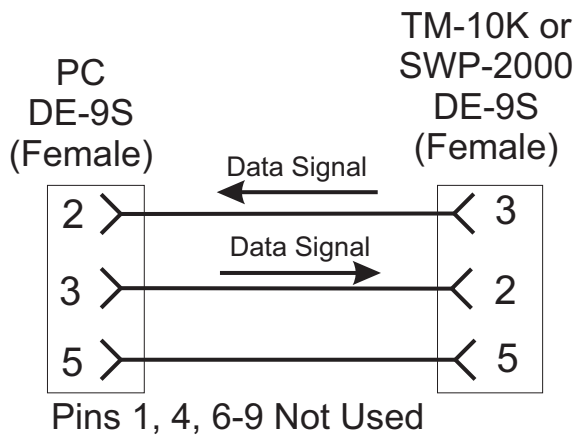 PC
DE-9S
(Female)
TM-10K or
SWP-2000
DE-9S
(Female)
Data Signal
2
3
Data Signal
3
2
5
5
Pins 1, 4, 6-9 Not Used